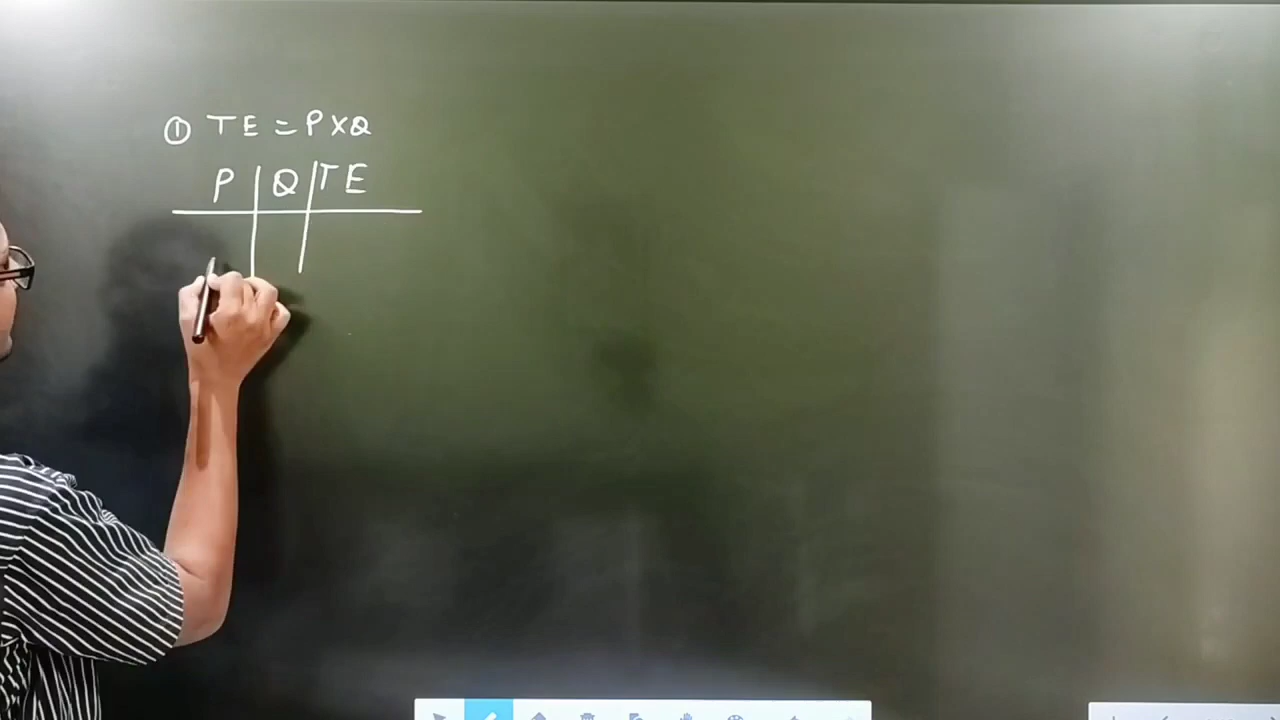 ① TE = P×Q
P Q TE